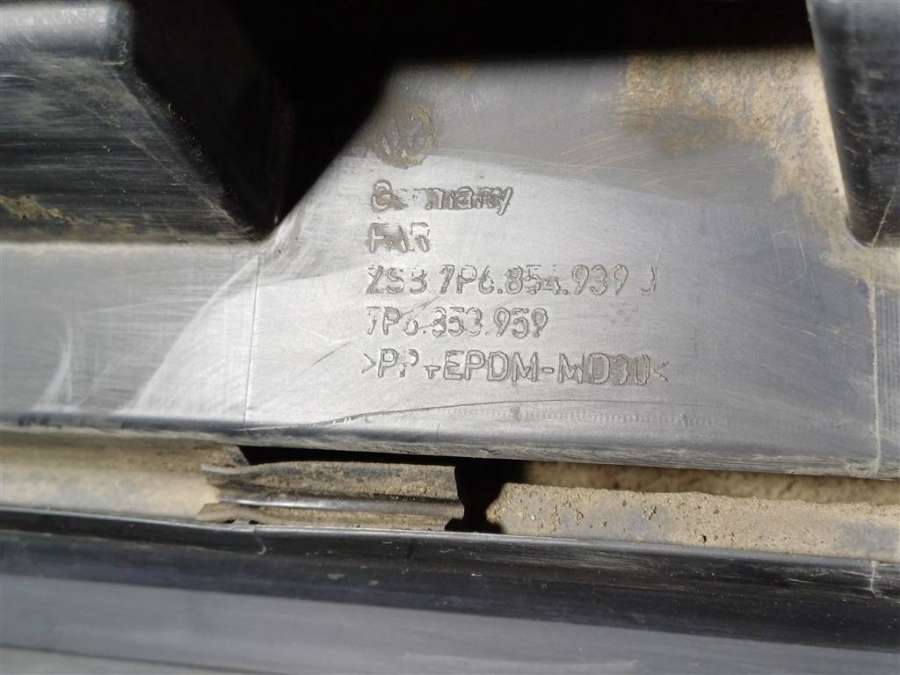 Germany
FAR
ZSB 7P6.854.939 J
7P6.853.959
>PP+EPDM-MD30<